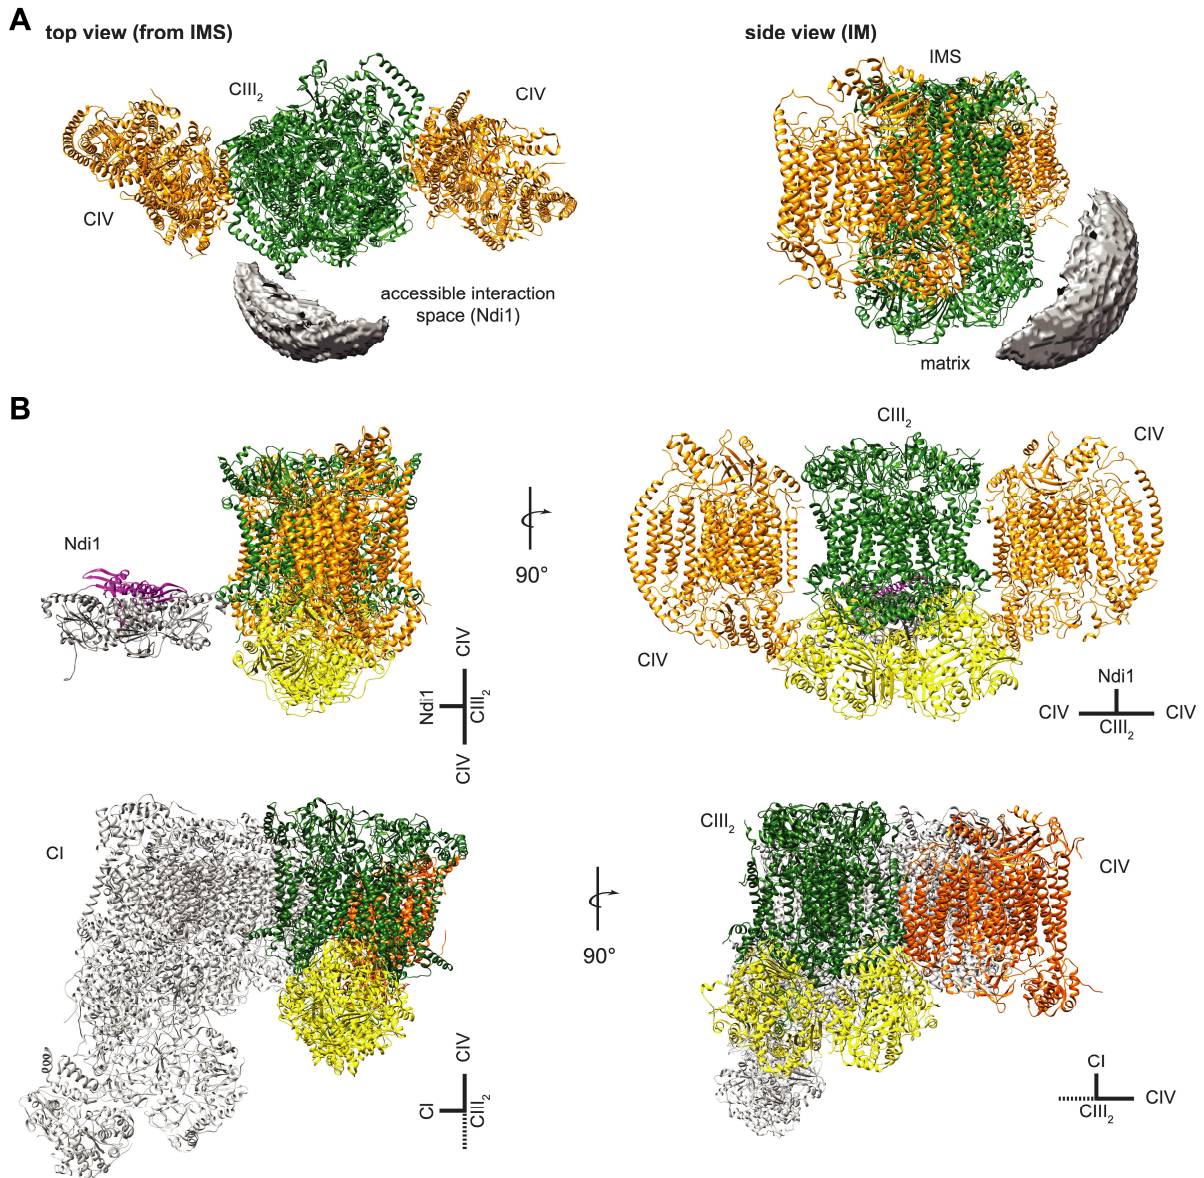 A
top view (from IMS)
side view (IM)
CIII2
CIV
CIV
accessible interaction
space (Ndi1)
IMS
matrix
B
Ndi1
90°
CIV
Ndi1
CIII2
CIV
CIII2
CIV
CIV
Ndi1
CIV
CIV
CIII2
CI
90°
CIV
CI
CIII2
CIII2
CIV
CI
CIV
CIII2